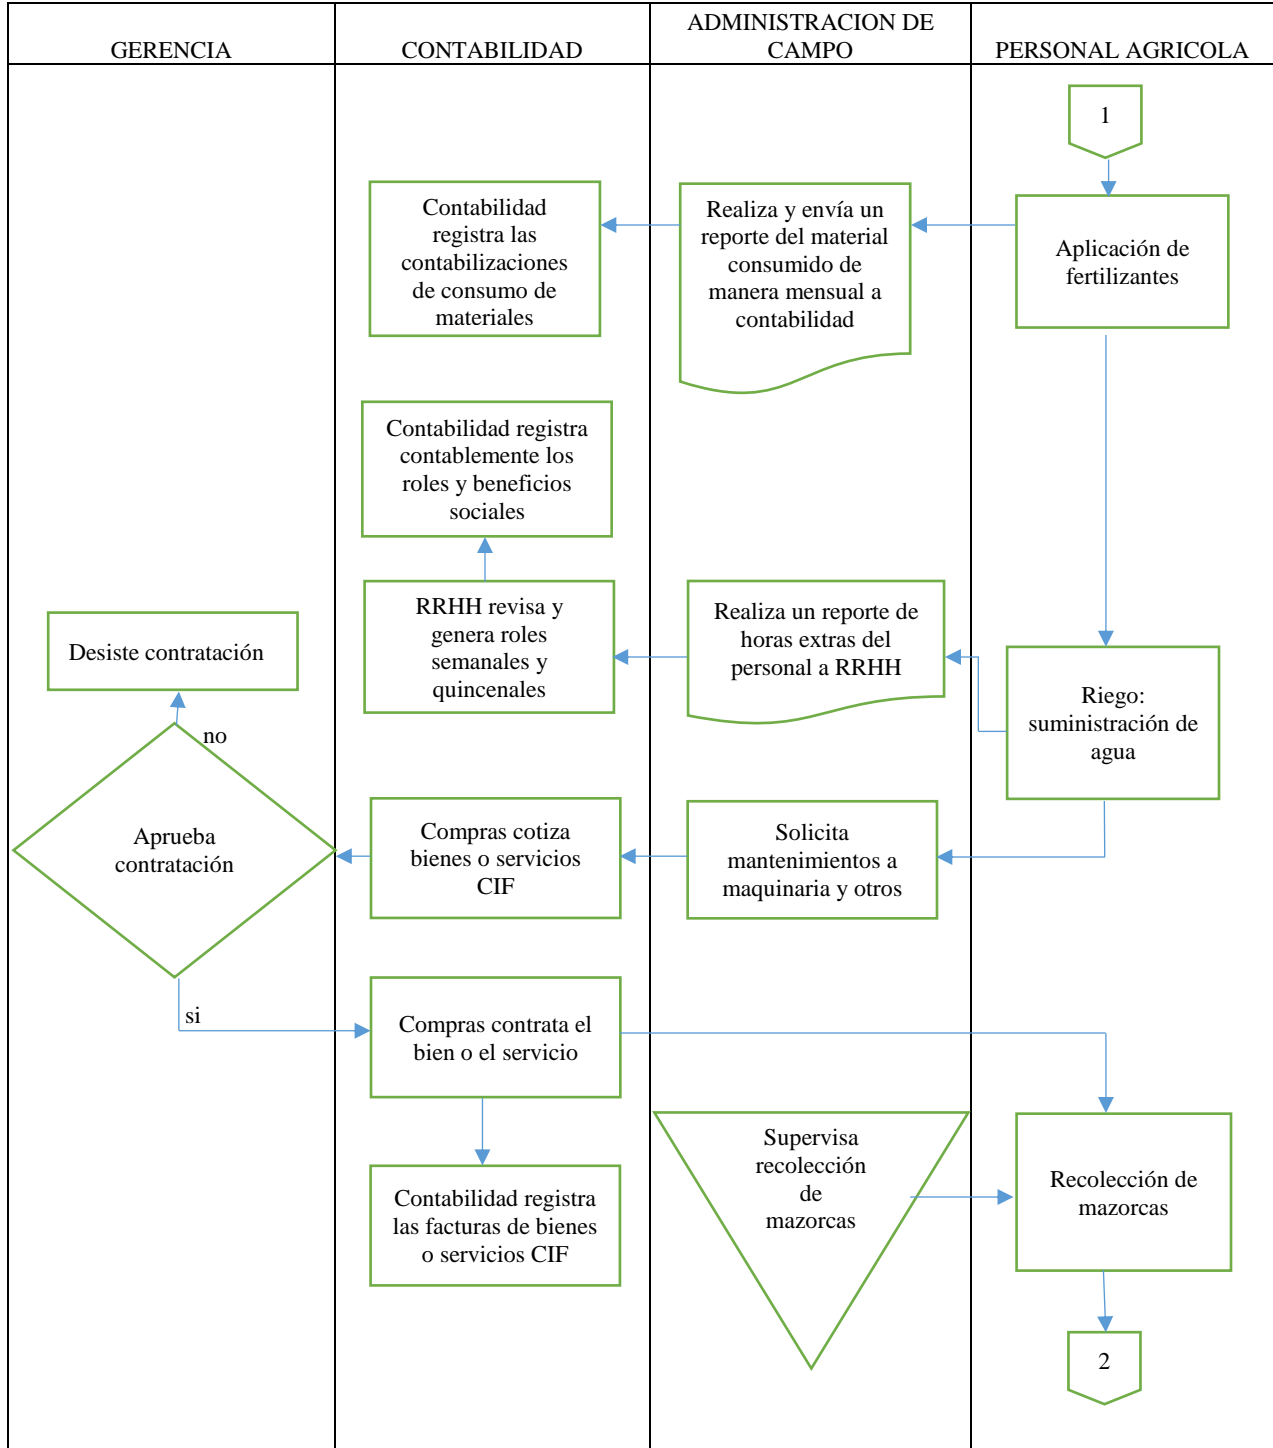 GERENCIA
CONTABILIDAD
ADMINISTRACION DE
CAMPO
PERSONAL AGRICOLA
1
Contabilidad
registra las
contabilizaciones
de consumo de
materiales
Realiza y envía un
reporte del material
consumido de
manera mensual a
contabilidad
Aplicación de
fertilizantes
Contabilidad registra
contablemente los
roles y beneficios
sociales
Desiste contratación
RRHH revisa y
genera roles
semanales y
quincenales
Realiza un reporte de
horas extras del
personal a RRHH
Riego:
suministración de
agua
no
Aprueba
contratación
Compras cotiza
bienes o servicios
CIF
Solicita
mantenimientos a
maquinaria y otros
si
Compras contrata el
bien o el servicio
Supervisa
recolección
de
mazorcas
Recolección de
mazorcas
Contabilidad registra
las facturas de bienes
o servicios CIF
2